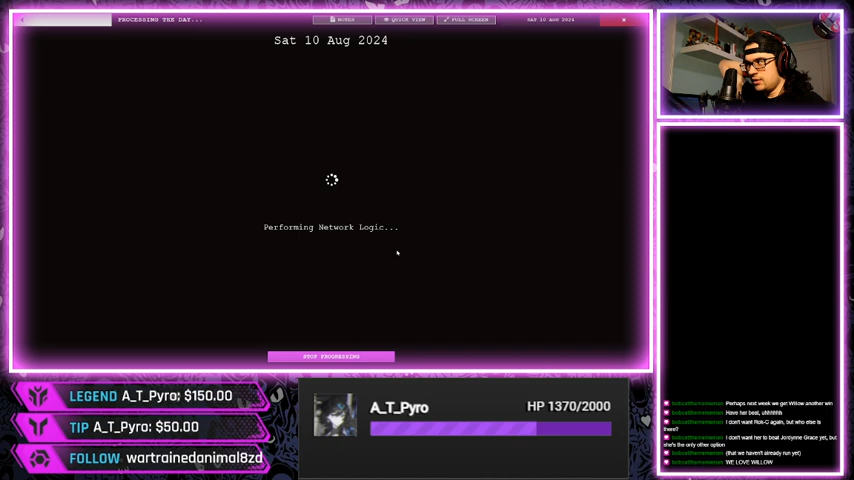 PROCESSING THE DAY...
NOTES
QUICK VIEW
FULL SCREEN
SAT 10 AUG 2024
Sat 10 Aug 2024
Performing Network Logic...
STOP PROGRESSING
LEGEND A_T_Pyro: $150.00
TIP A_T_Pyro: $50.00
FOLLOW wartrainedanimal8zd
A_T_Pyro
HP 1370/2000
Perhaps next week we get Willow another win
Have her beat, uhhhhhh
I don't want Rok-C again, but who else is
there?
I don't want her to beat Jordynne Grace yet, but
she's the only other option
(that we haven't already run yet)
WE LOVE WILLOW